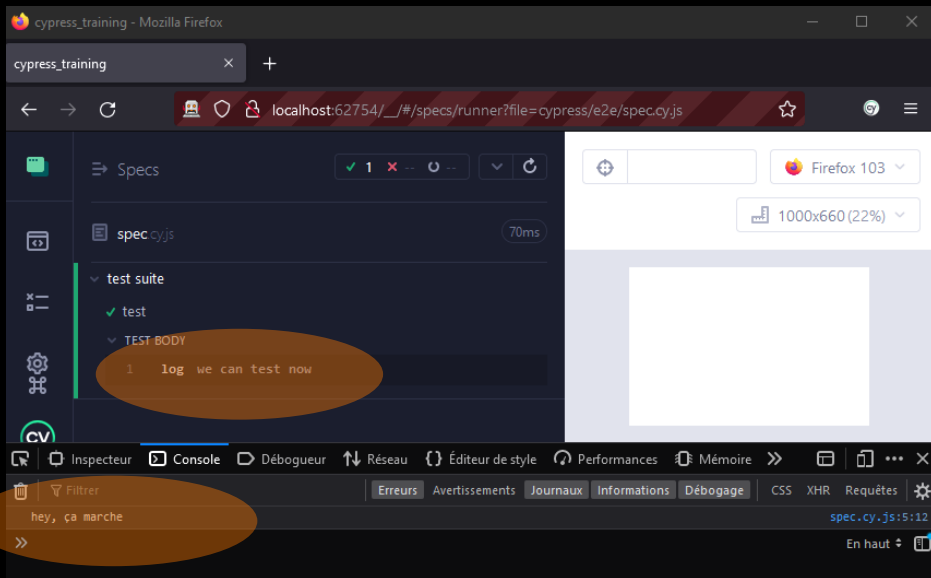 cypress_training - Mozilla Firefox
cypress_training
localhost:62754/__/#/specs/runner?file=cypress/e2e/spec.cy.js
Specs
1 -- --
Firefox 103
1000x660 (22%)
spec.cy.js
70ms
test suite
test
TEST BODY
1 log we can test now
CY
Inspecteur Console Débogueur Réseau Éditeur de style Performances Mémoire
Filtrer
Erreurs Avertissements Journaux Informations Débogage CSS XHR Requêtes
hey, ça marche
spec.cy.js:5:12
En haut